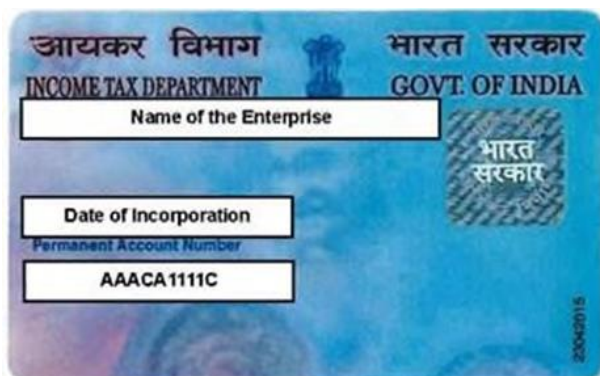 आयकर विभाग
भारत सरकार
INCOME TAX DEPARTMENT
GOVT. OF INDIA
Name of the Enterprise
भारत
सरकार
Date of Incorporation
Permanent Account Number
AAACA1111C
23042015